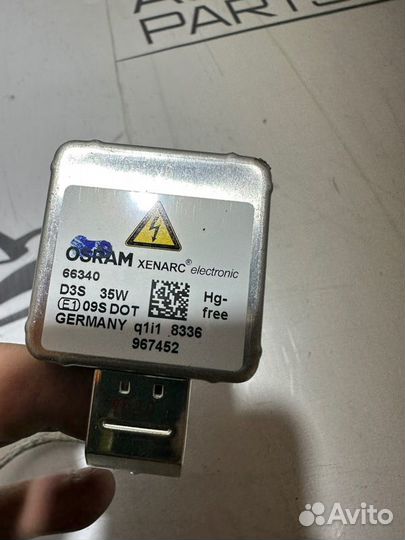 PARTS
OSRAM XENARC® electronic
66340
D3S 35W
Hg-
free
E1 09S DOT
GERMANY q1i1 8336
967452
Avito